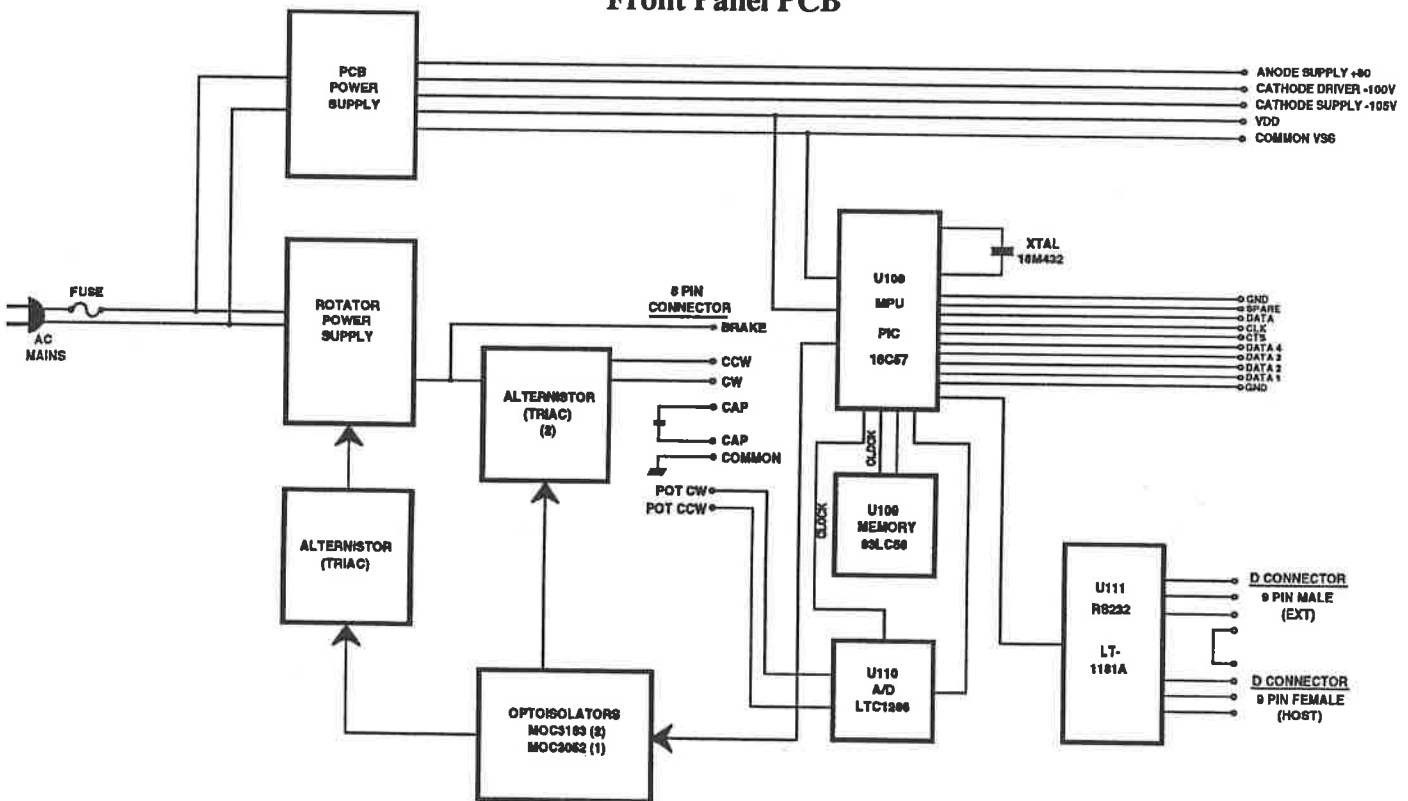 Front Panel PCB
PCB
POWER
SUPPLY
ANODE SUPPLY +80
CATHODE DRIVER -100V
CATHODE SUPPLY -105V
VDD
COMMON VSS
FUSE
AC
MAINS
ROTATOR
POWER
SUPPLY
8 PIN
CONNECTOR
BRAKE
CCW
CW
CAP
CAP
COMMON
POT CW
POT CCW
ALTERNISTOR
(TRIAC)
(2)
ALTERNISTOR
(TRIAC)
OPTOISOLATORS
MOC3163 (2)
MOC3052 (1)
U108
MPU
PIC
16C57
XTAL
GND
SPARE
DATA
CLK
CTS
DATA 4
DATA 3
DATA 2
DATA 1
GND
CLOCK
CLOCK
U109
MEMORY
93LC56
U110
A/D
U111
RS232
LT-
1181A
D CONNECTOR
9 PIN MALE
(EXT)
D CONNECTOR
9 PIN FEMALE
(HOST)